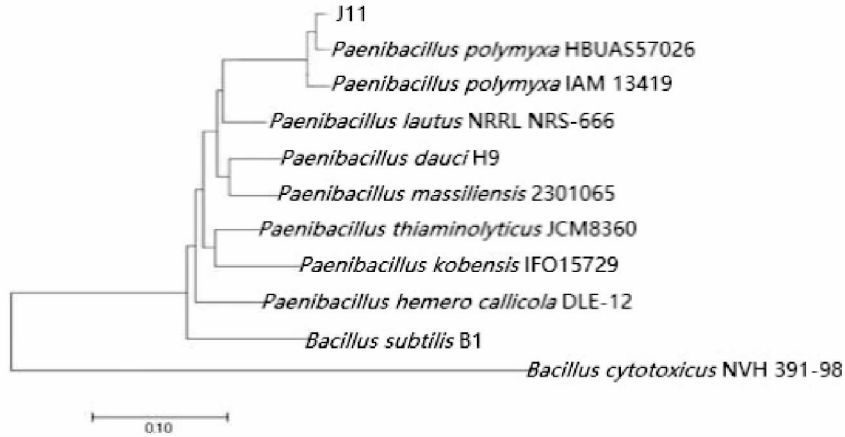 J11
Paenibacillus polymyxa HBUAS57026
Paenibacillus polymyxa IAM 13419
Paenibacillus lautus NRRL NRS-666
Paenibacillus dauci H9
Paenibacillus massiliensis 2301065
Paenibacillus thiaminolyticus JCM8360
Paenibacillus kobensis IFO15729
Paenibacillus hemero callicola DLE-12
Bacillus subtilis B1
Bacillus cytotoxicus NVH 391-98
0.10